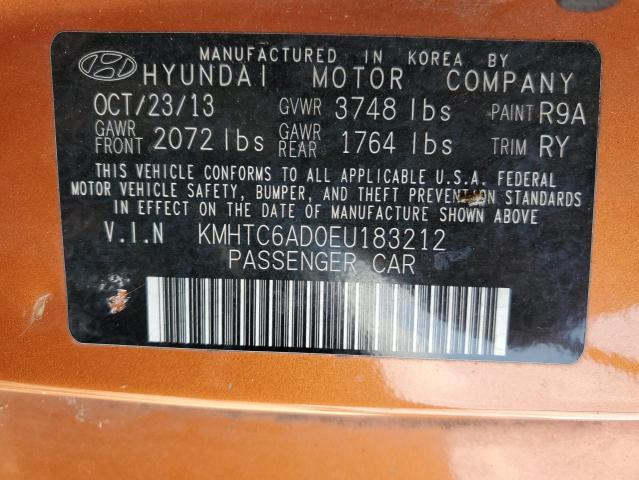 MANUFACTURED IN KOREA BY
HYUNDAI MOTOR COMPANY
OCT/23/13 GVWR 3748 lbs PAINT R9A
GAWR FRONT 2072 lbs GAWR REAR 1764 lbs TRIM RY
THIS VEHICLE CONFORMS TO ALL APPLICABLE U.S.A. FEDERAL
MOTOR VEHICLE SAFETY, BUMPER, AND THEFT PREVENTION STANDARDS
IN EFFECT ON THE DATE OF MANUFACTURE SHOWN ABOVE
V.I.N KMHTC6AD0EU183212
PASSENGER CAR